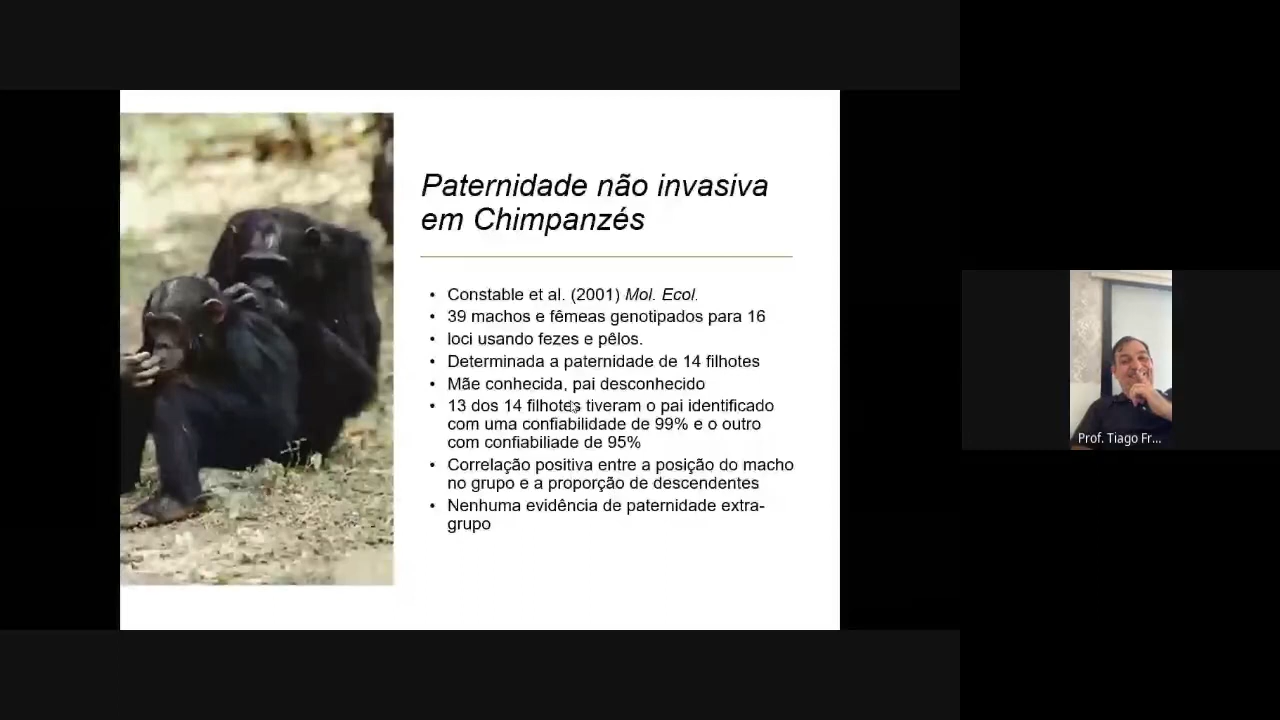 Paternidade não invasiva
em Chimpanzés
• Constable et al. (2001) Mol. Ecol.
• 39 machos e fêmeas genotipados para 16
• loci usando fezes e pêlos.
• Determinada a paternidade de 14 filhotes
• Mãe conhecida, pai desconhecido
• 13 dos 14 filhotes tiveram o pai identificado
com uma confiabilidade de 99% e o outro
com confiabiliade de 95%
• Correlação positiva entre a posição do macho
no grupo e a proporção de descendentes
• Nenhuma evidência de paternidade extra-
grupo
Prof. Tiago Fr...